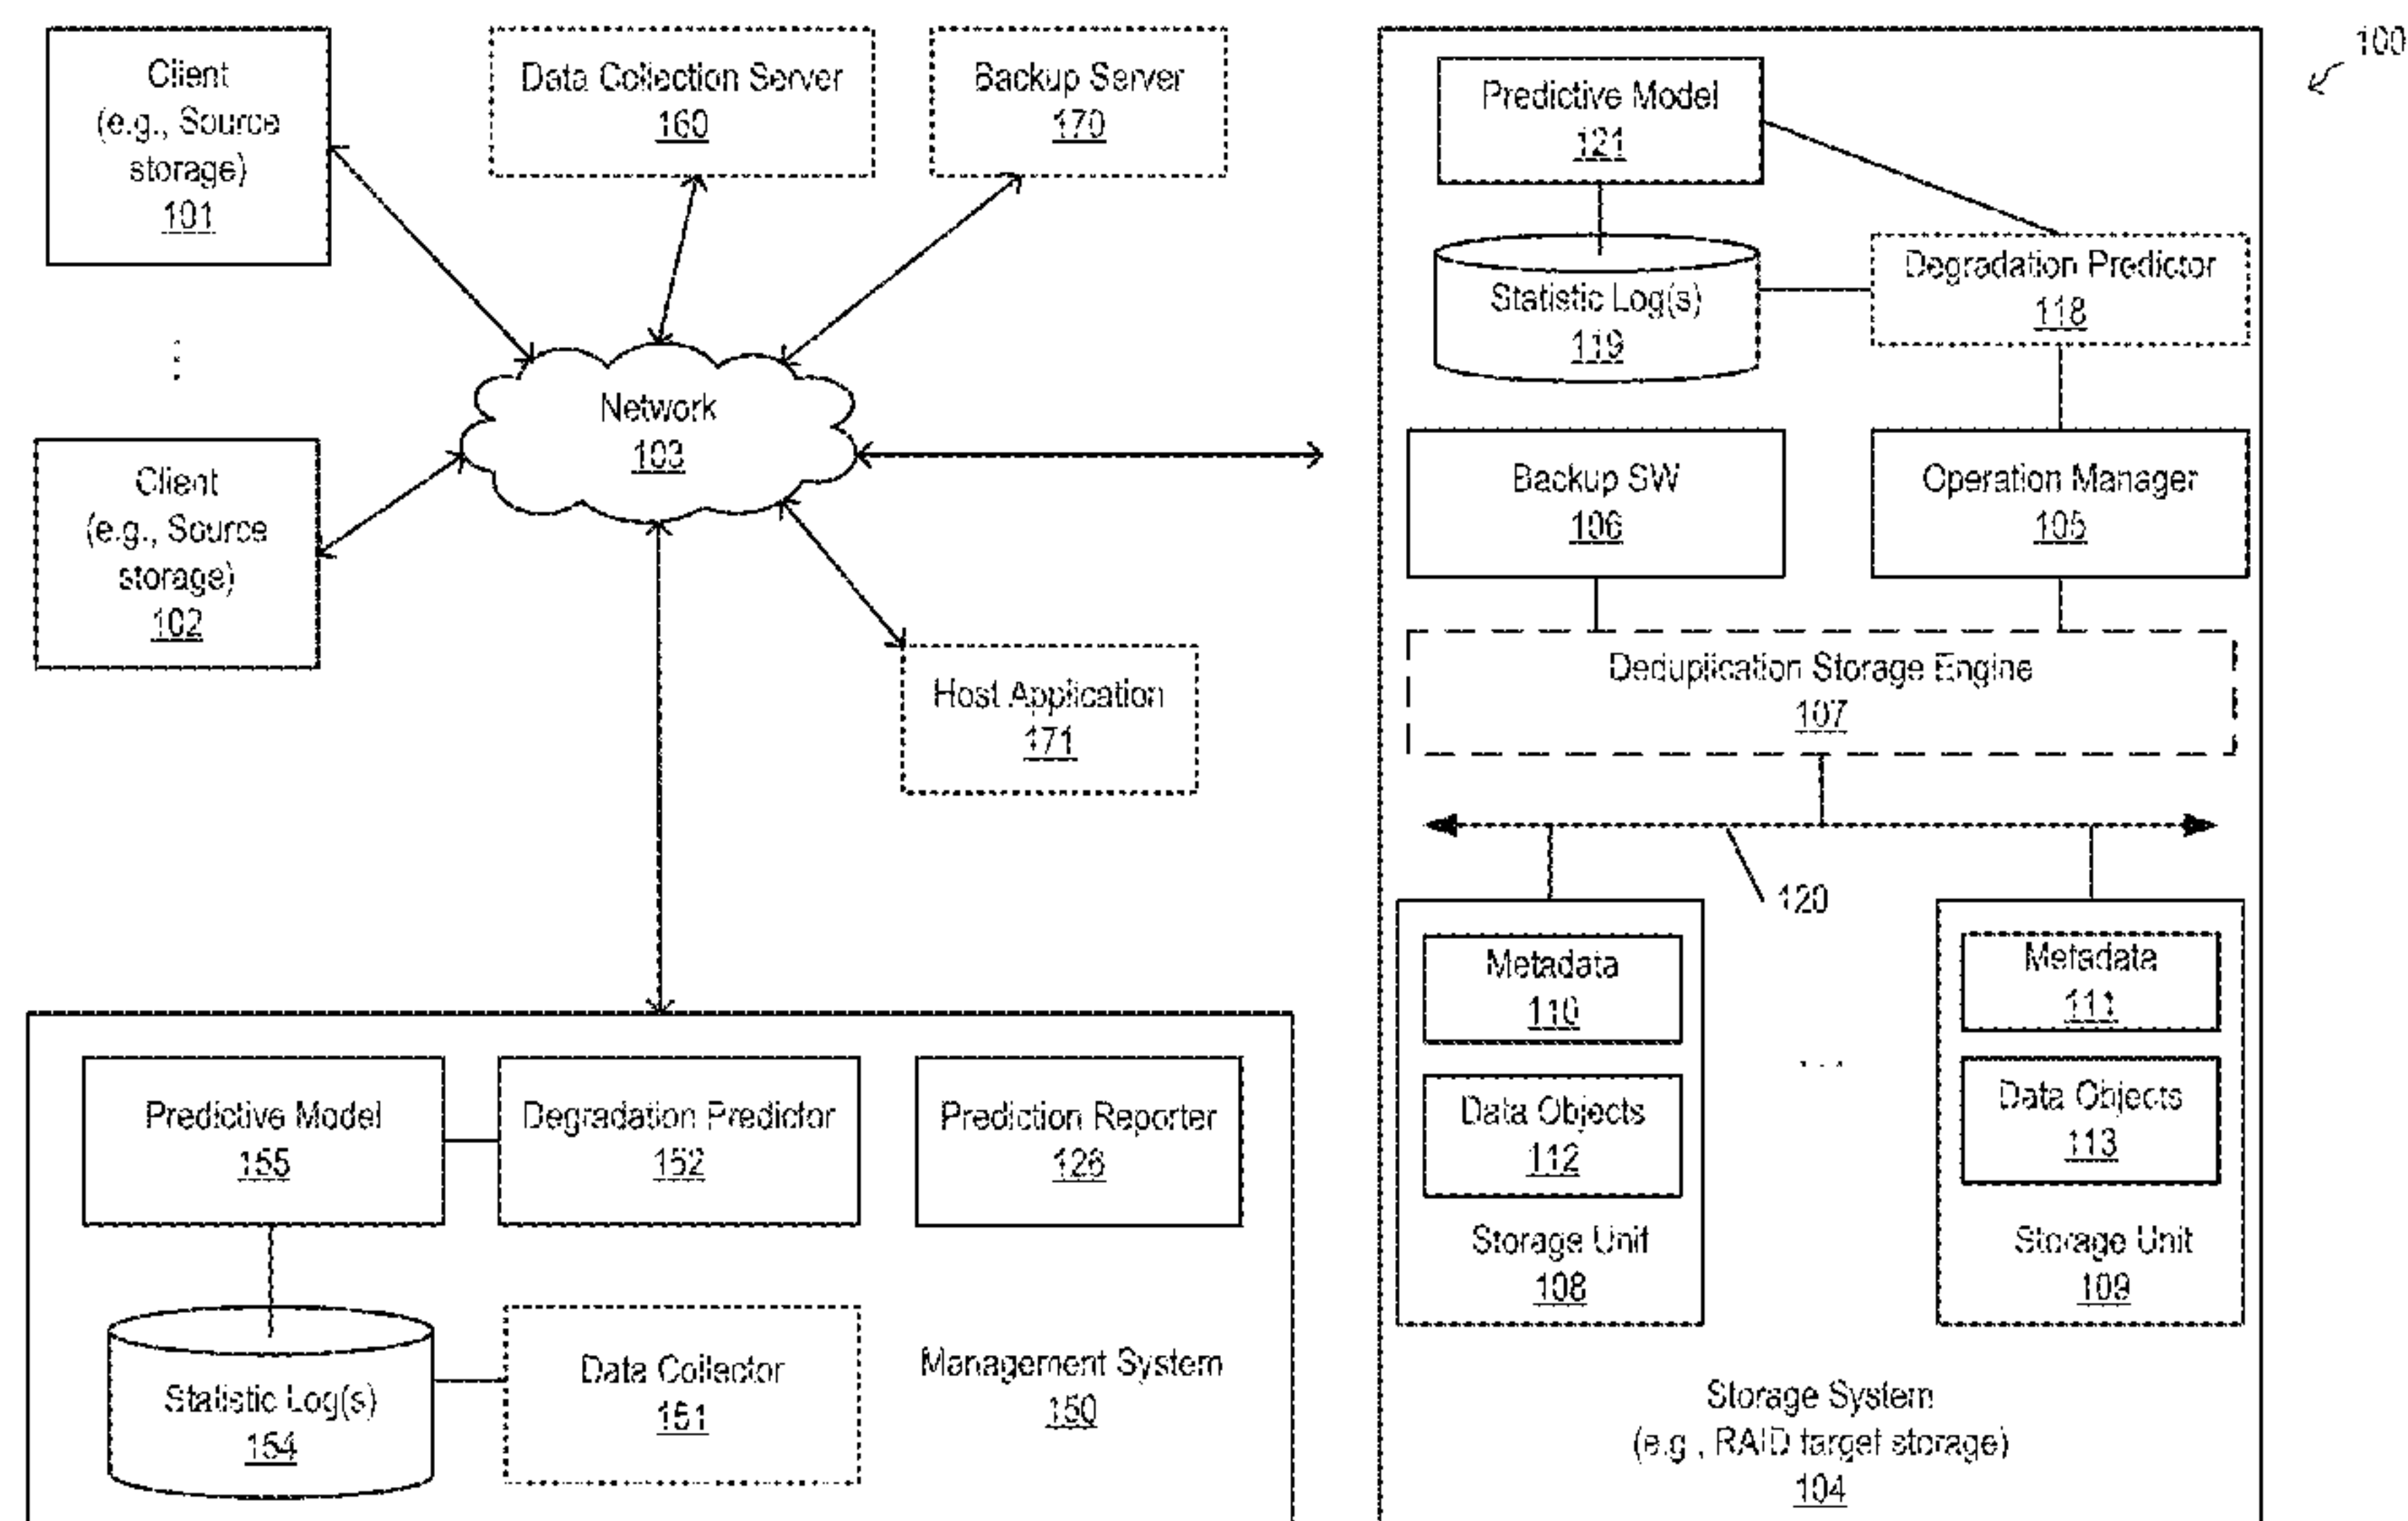 Client
(e.g., Source
storage)
101
Data Collection Server
160
Backup Server
170
100
Client
(e.g., Source
storage)
102
Network
103
Host Application
171
Predictive Model
121
Statistic Log(s)
119
Degradation Predictor
118
Backup SW
106
Operation Manager
105
Deduplication Storage Engine
107
120
Metadata
110
Data Objects
112
Storage Unit
108
Metadata
111
Data Objects
113
Storage Unit
109
Storage System
(e.g., RAID target storage)
104
Predictive Model
155
Degradation Predictor
152
Prediction Reporter
126
Statistic Log(s)
154
Data Collector
151
Management System
150